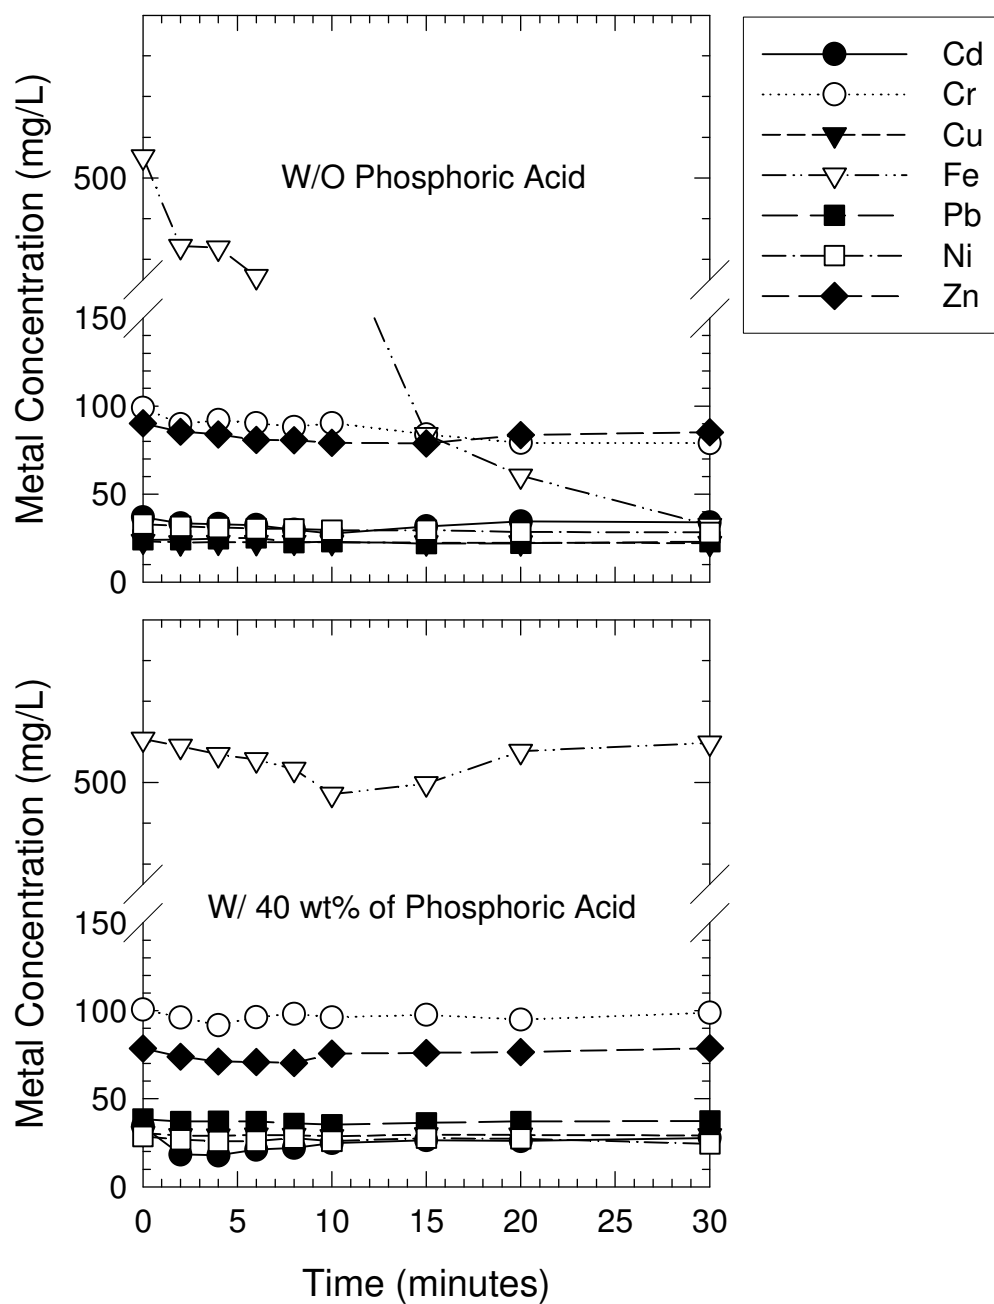 Metal Concentration (mg/L)
500
150
100
50
0
W/O Phosphoric Acid
Cd
Cr
Cu
Fe
Pb
Ni
Zn
Metal Concentration (mg/L)
500
150
100
50
0
W/ 40 wt% of Phosphoric Acid
0 5 10 15 20 25 30
Time (minutes)